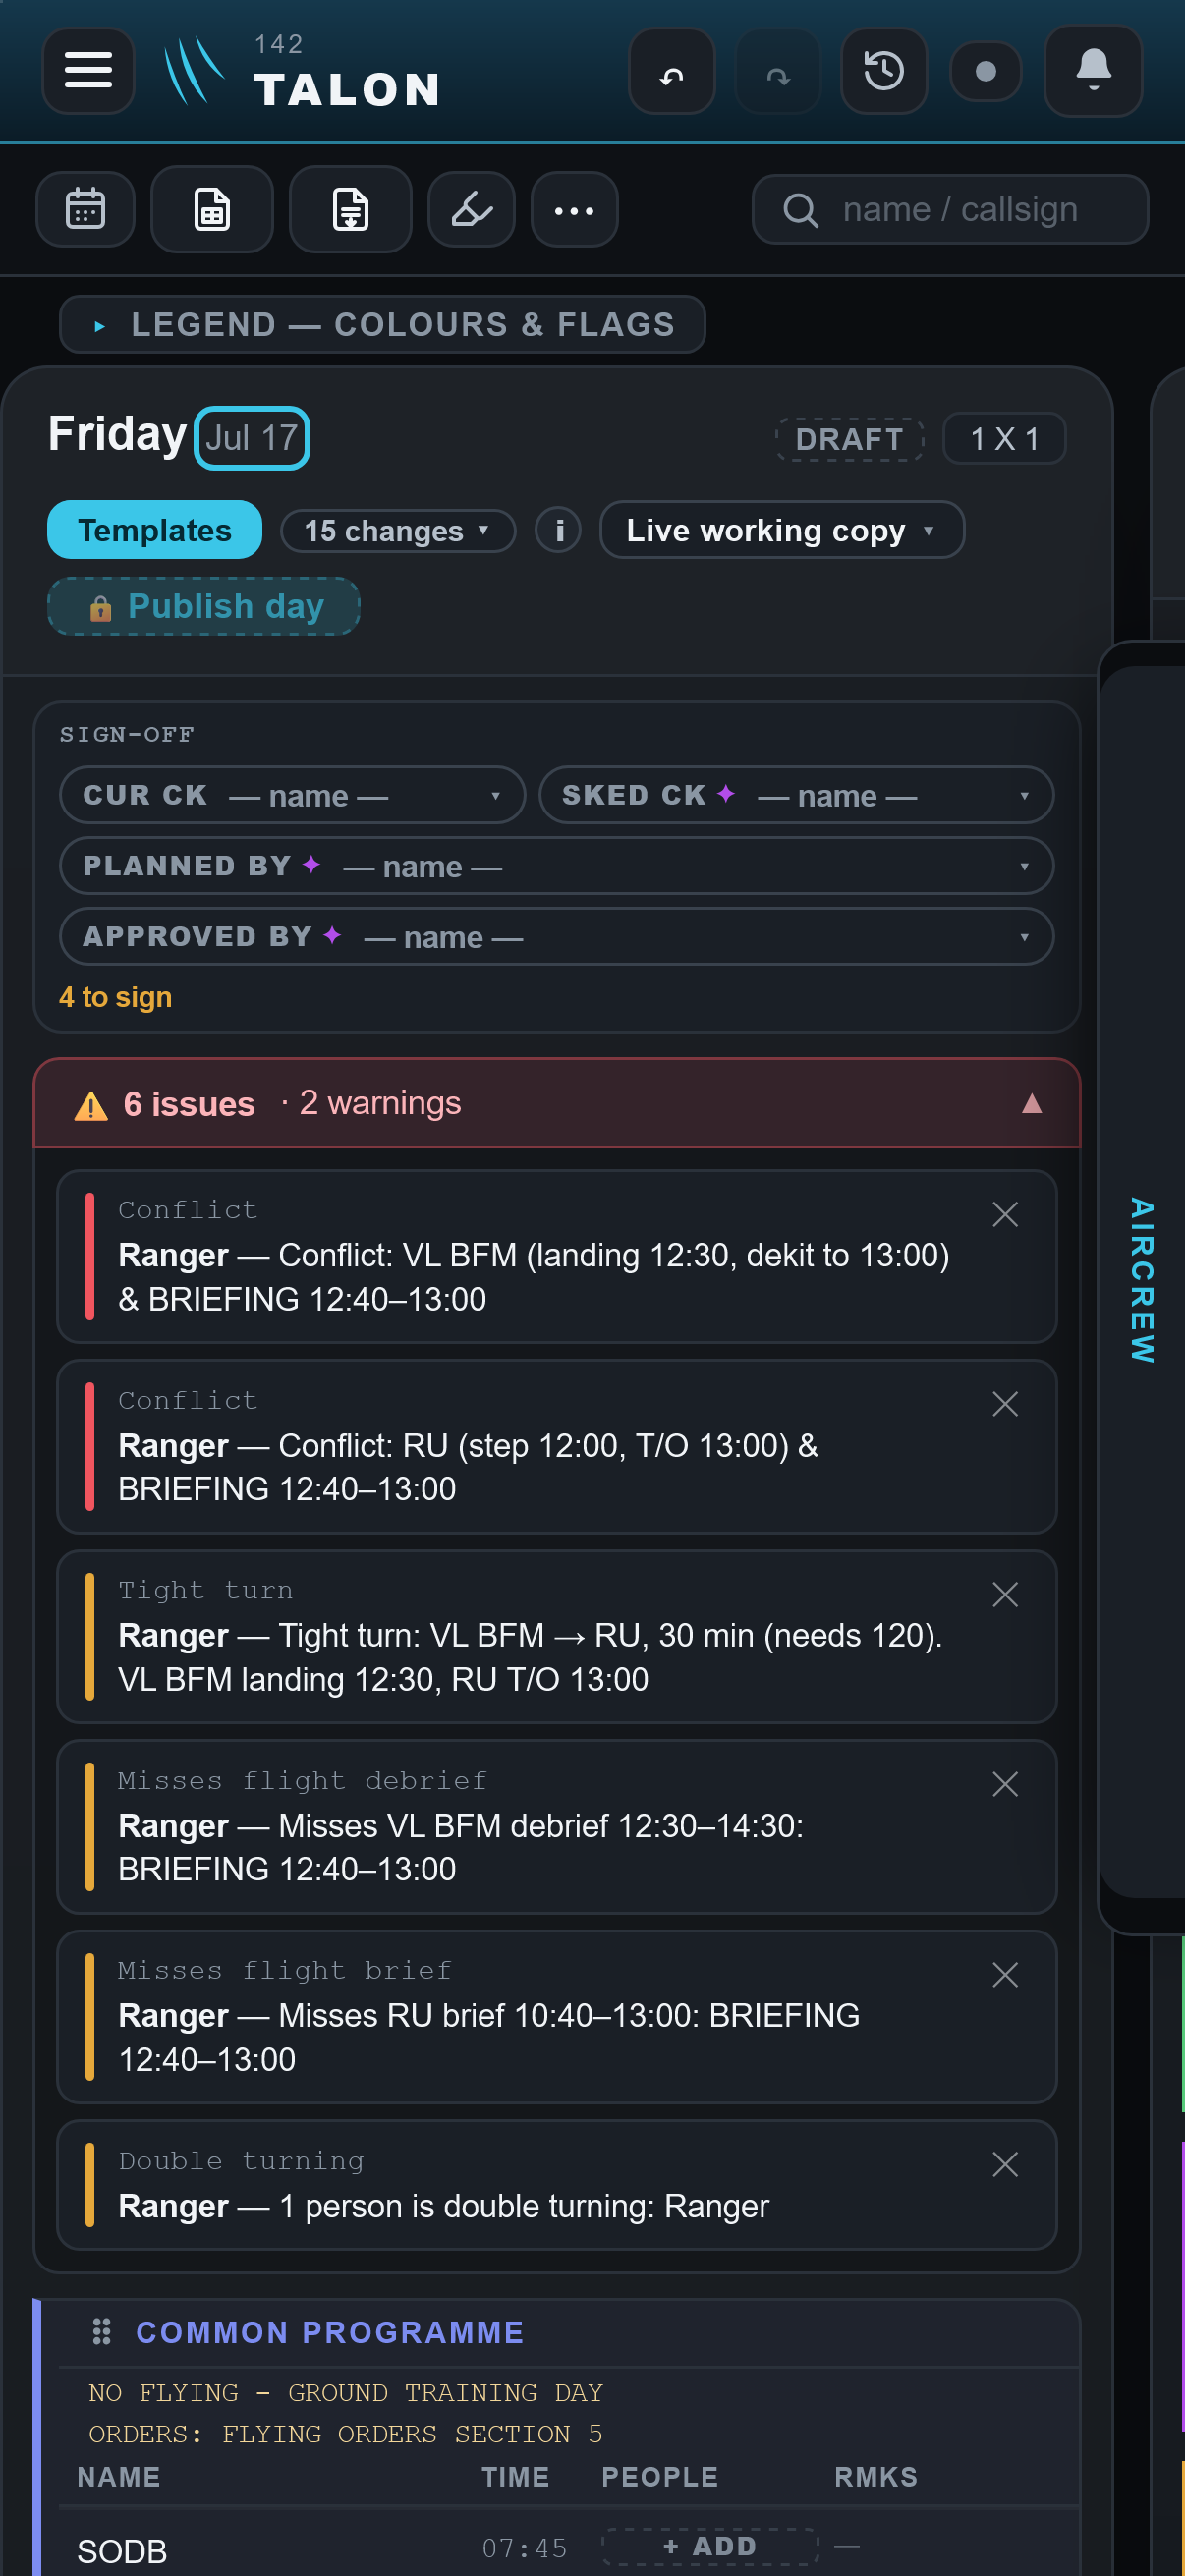 142
TALON
name / callsign
▸ LEGEND — COLOURS & FLAGS
Friday Jul 17 DRAFT 1 X 1
Templates 15 changes ▾ i Live working copy ▾
Publish day
SIGN-OFF
CUR CK — name — ▾ SKED CK ✦ — name — ▾
PLANNED BY ✦ — name — ▾
APPROVED BY ✦ — name — ▾
4 to sign
⚠ 6 issues · 2 warnings ▲
Conflict
Ranger — Conflict: VL BFM (landing 12:30, dekit to 13:00)
& BRIEFING 12:40–13:00
Conflict
Ranger — Conflict: RU (step 12:00, T/O 13:00) &
BRIEFING 12:40–13:00
Tight turn
Ranger — Tight turn: VL BFM → RU, 30 min (needs 120).
VL BFM landing 12:30, RU T/O 13:00
Misses flight debrief
Ranger — Misses VL BFM debrief 12:30–14:30:
BRIEFING 12:40–13:00
Misses flight brief
Ranger — Misses RU brief 10:40–13:00: BRIEFING
12:40–13:00
Double turning
Ranger — 1 person is double turning: Ranger
AIRCREW
COMMON PROGRAMME
NO FLYING - GROUND TRAINING DAY
ORDERS: FLYING ORDERS SECTION 5
NAME TIME PEOPLE RMKS
SODB 07:45 + ADD —